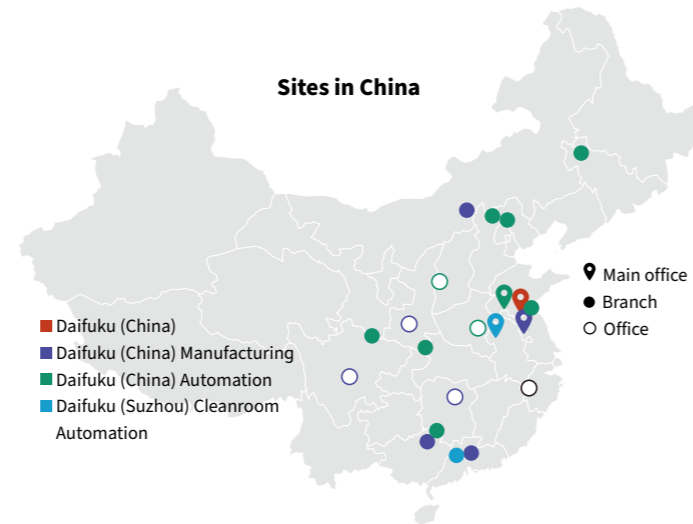 Sites in China
Main office
Branch
Office
Daifuku (China)
Daifuku (China) Manufacturing
Daifuku (China) Automation
Daifuku (Suzhou) Cleanroom
Automation